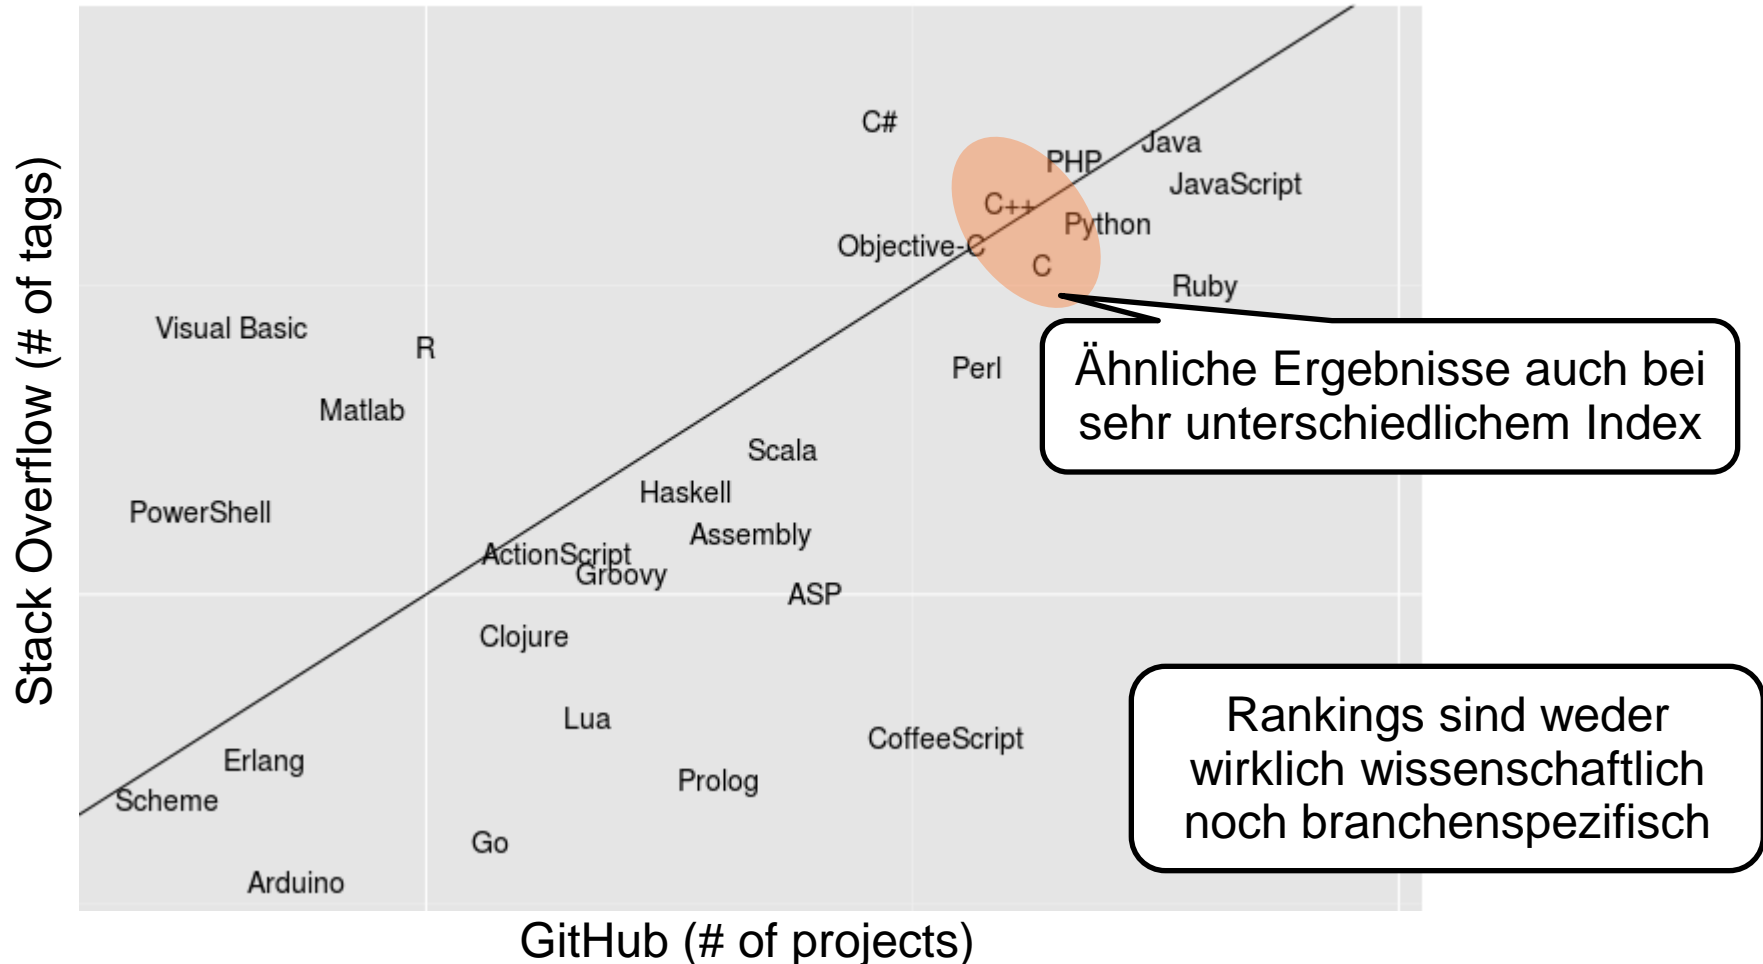 Stack Overflow (# of tags)
C#
Java
PHP
JavaScript
C++
Python
Objective-C
C
Ruby
Visual Basic
R
Perl
Ähnliche Ergebnisse auch bei
sehr unterschiedlichem Index
Matlab
Scala
Haskell
PowerShell
Assembly
ActionScript
Groovy
ASP
Clojure
Lua
CoffeeScript
Erlang
Prolog
Scheme
Go
Arduino
Rankings sind weder
wirklich wissenschaftlich
noch branchenspezifisch
GitHub (# of projects)